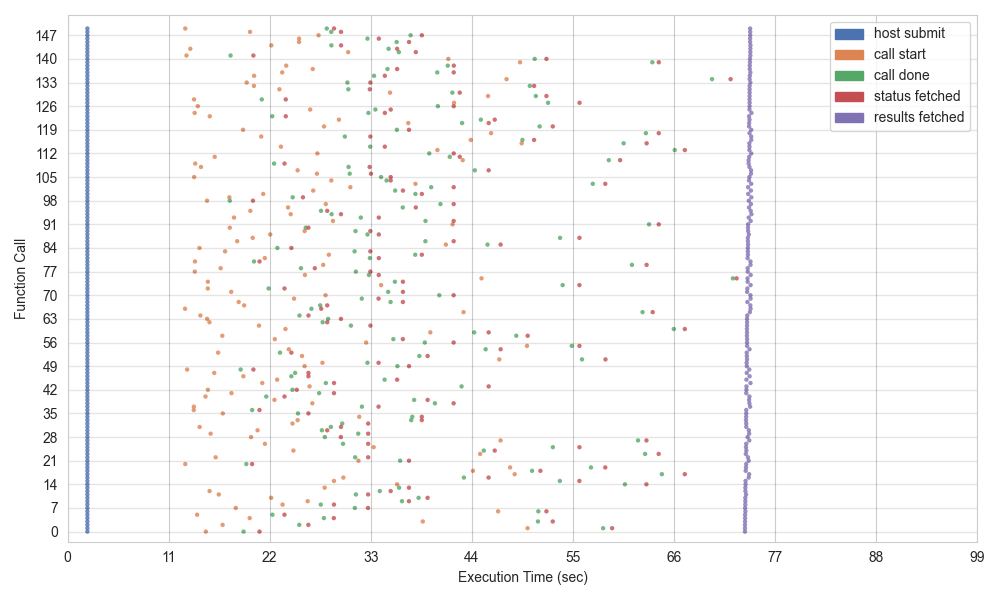 147
140
133
126
119
112
105
98
91
84
77
70
63
56
49
42
35
28
21
14
7
0
Function Call
0 11 22 33 44 55 66 77 88 99
Execution Time (sec)
host submit
call start
call done
status fetched
results fetched